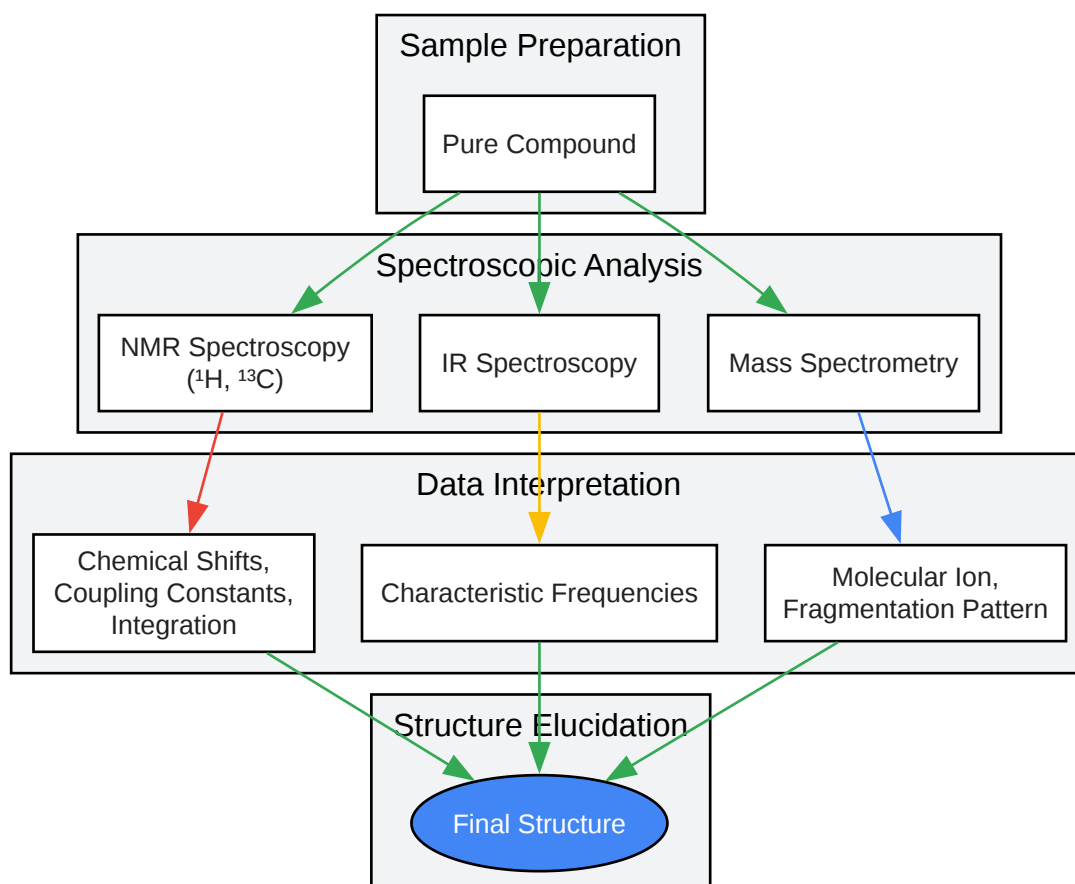 Sample Preparation
Pure Compound
Spectroscopic Analysis
NMR Spectroscopy
(¹H, ¹³C)
IR Spectroscopy
Mass Spectrometry
Data Interpretation
Chemical Shifts,
Coupling Constants,
Integration
Characteristic Frequencies
Molecular Ion,
Fragmentation Pattern
Structure Elucidation
Final Structure